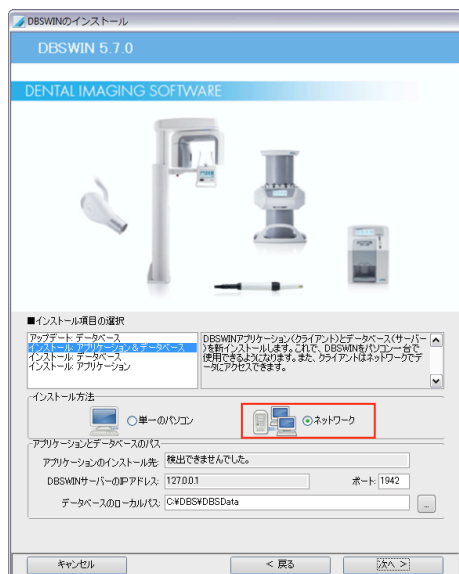 DBSWINのインストール
DBSWIN 5.7.0
DENTAL IMAGING SOFTWARE
■インストール項目の選択
アップデート: データベース
インストール: アプリケーション&データベース
インストール: データベース
インストール: アプリケーション
DBSWINアプリケーション(クライアント)とデータベース(サーバー
)を新インストールします。これで、DBSWINをパソコン一台で
使用できるようになります。また、クライアントはネットワークでデ
ータにアクセスできます。
インストール方法
単一のパソコン
ネットワーク
アプリケーションとデータベースのパス
アプリケーションのインストール先: 検出できませんでした。
DBSWINサーバーのIPアドレス: 127.0.0.1 ポート: 1942
データベースのローカルパス: C:¥DBS¥DBSData ...
キャンセル < 戻る 次へ >